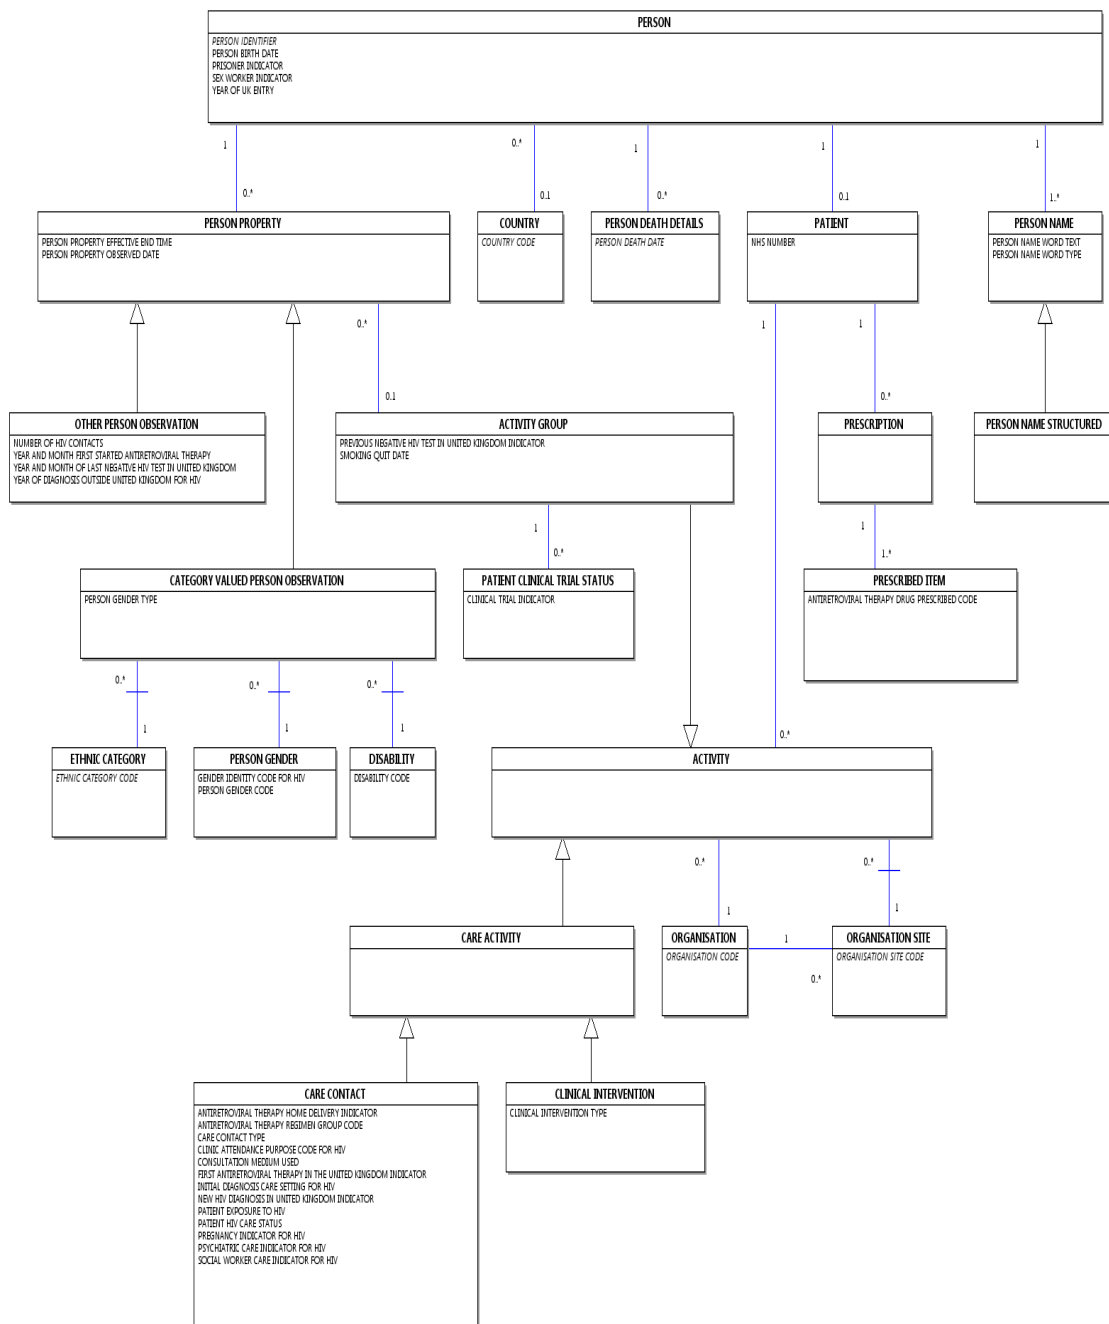 PERSON
PERSON IDENTIFIER
PERSON BIRTH DATE
PRISONER INDICATOR
SEX WORKER INDICATOR
YEAR OF UK ENTRY
1
0..*
0..*
0..1
1
0..*
1
0..1
1
1..*
PERSON PROPERTY
PERSON PROPERTY EFFECTIVE END TIME
PERSON PROPERTY OBSERVED DATE
COUNTRY
COUNTRY CODE
PERSON DEATH DETAILS
PERSON DEATH DATE
PATIENT
NHS NUMBER
PERSON NAME
PERSON NAME WORD TEXT
PERSON NAME WORD TYPE
0..*
0..1
1
1
0..*
OTHER PERSON OBSERVATION
NUMBER OF HIV CONTACTS
YEAR AND MONTH FIRST STARTED ANTIRETROVIRAL THERAPY
YEAR AND MONTH OF LAST NEGATIVE HIV TEST IN UNITED KINGDOM
YEAR OF DIAGNOSIS OUTSIDE UNITED KINGDOM FOR HIV
ACTIVITY GROUP
PREVIOUS NEGATIVE HIV TEST IN UNITED KINGDOM INDICATOR
SMOKING QUIT DATE
PRESCRIPTION
PERSON NAME STRUCTURED
1
0..*
1
1..*
CATEGORY VALUED PERSON OBSERVATION
PERSON GENDER TYPE
PATIENT CLINICAL TRIAL STATUS
CLINICAL TRIAL INDICATOR
PRESCRIBED ITEM
ANTIRETROVIRAL THERAPY DRUG PRESCRIBED CODE
0..*
1
0..*
1
0..*
1
0..*
ETHNIC CATEGORY
ETHNIC CATEGORY CODE
PERSON GENDER
GENDER IDENTITY CODE FOR HIV
PERSON GENDER CODE
DISABILITY
DISABILITY CODE
ACTIVITY
0..*
1
0..*
1
CARE ACTIVITY
ORGANISATION
ORGANISATION CODE
1
0..*
ORGANISATION SITE
ORGANISATION SITE CODE
CARE CONTACT
ANTIRETROVIRAL THERAPY HOME DELIVERY INDICATOR
ANTIRETROVIRAL THERAPY REGIMEN GROUP CODE
CARE CONTACT TYPE
CLINIC ATTENDANCE PURPOSE CODE FOR HIV
CONSULTATION MEDIUM USED
FIRST ANTIRETROVIRAL THERAPY IN THE UNITED KINGDOM INDICATOR
INITIAL DIAGNOSIS CARE SETTING FOR HIV
NEW HIV DIAGNOSIS IN UNITED KINGDOM INDICATOR
PATIENT EXPOSURE TO HIV
PATIENT HIV CARE STATUS
PREGNANCY INDICATOR FOR HIV
PSYCHIATRIC CARE INDICATOR FOR HIV
SOCIAL WORKER CARE INDICATOR FOR HIV
CLINICAL INTERVENTION
CLINICAL INTERVENTION TYPE